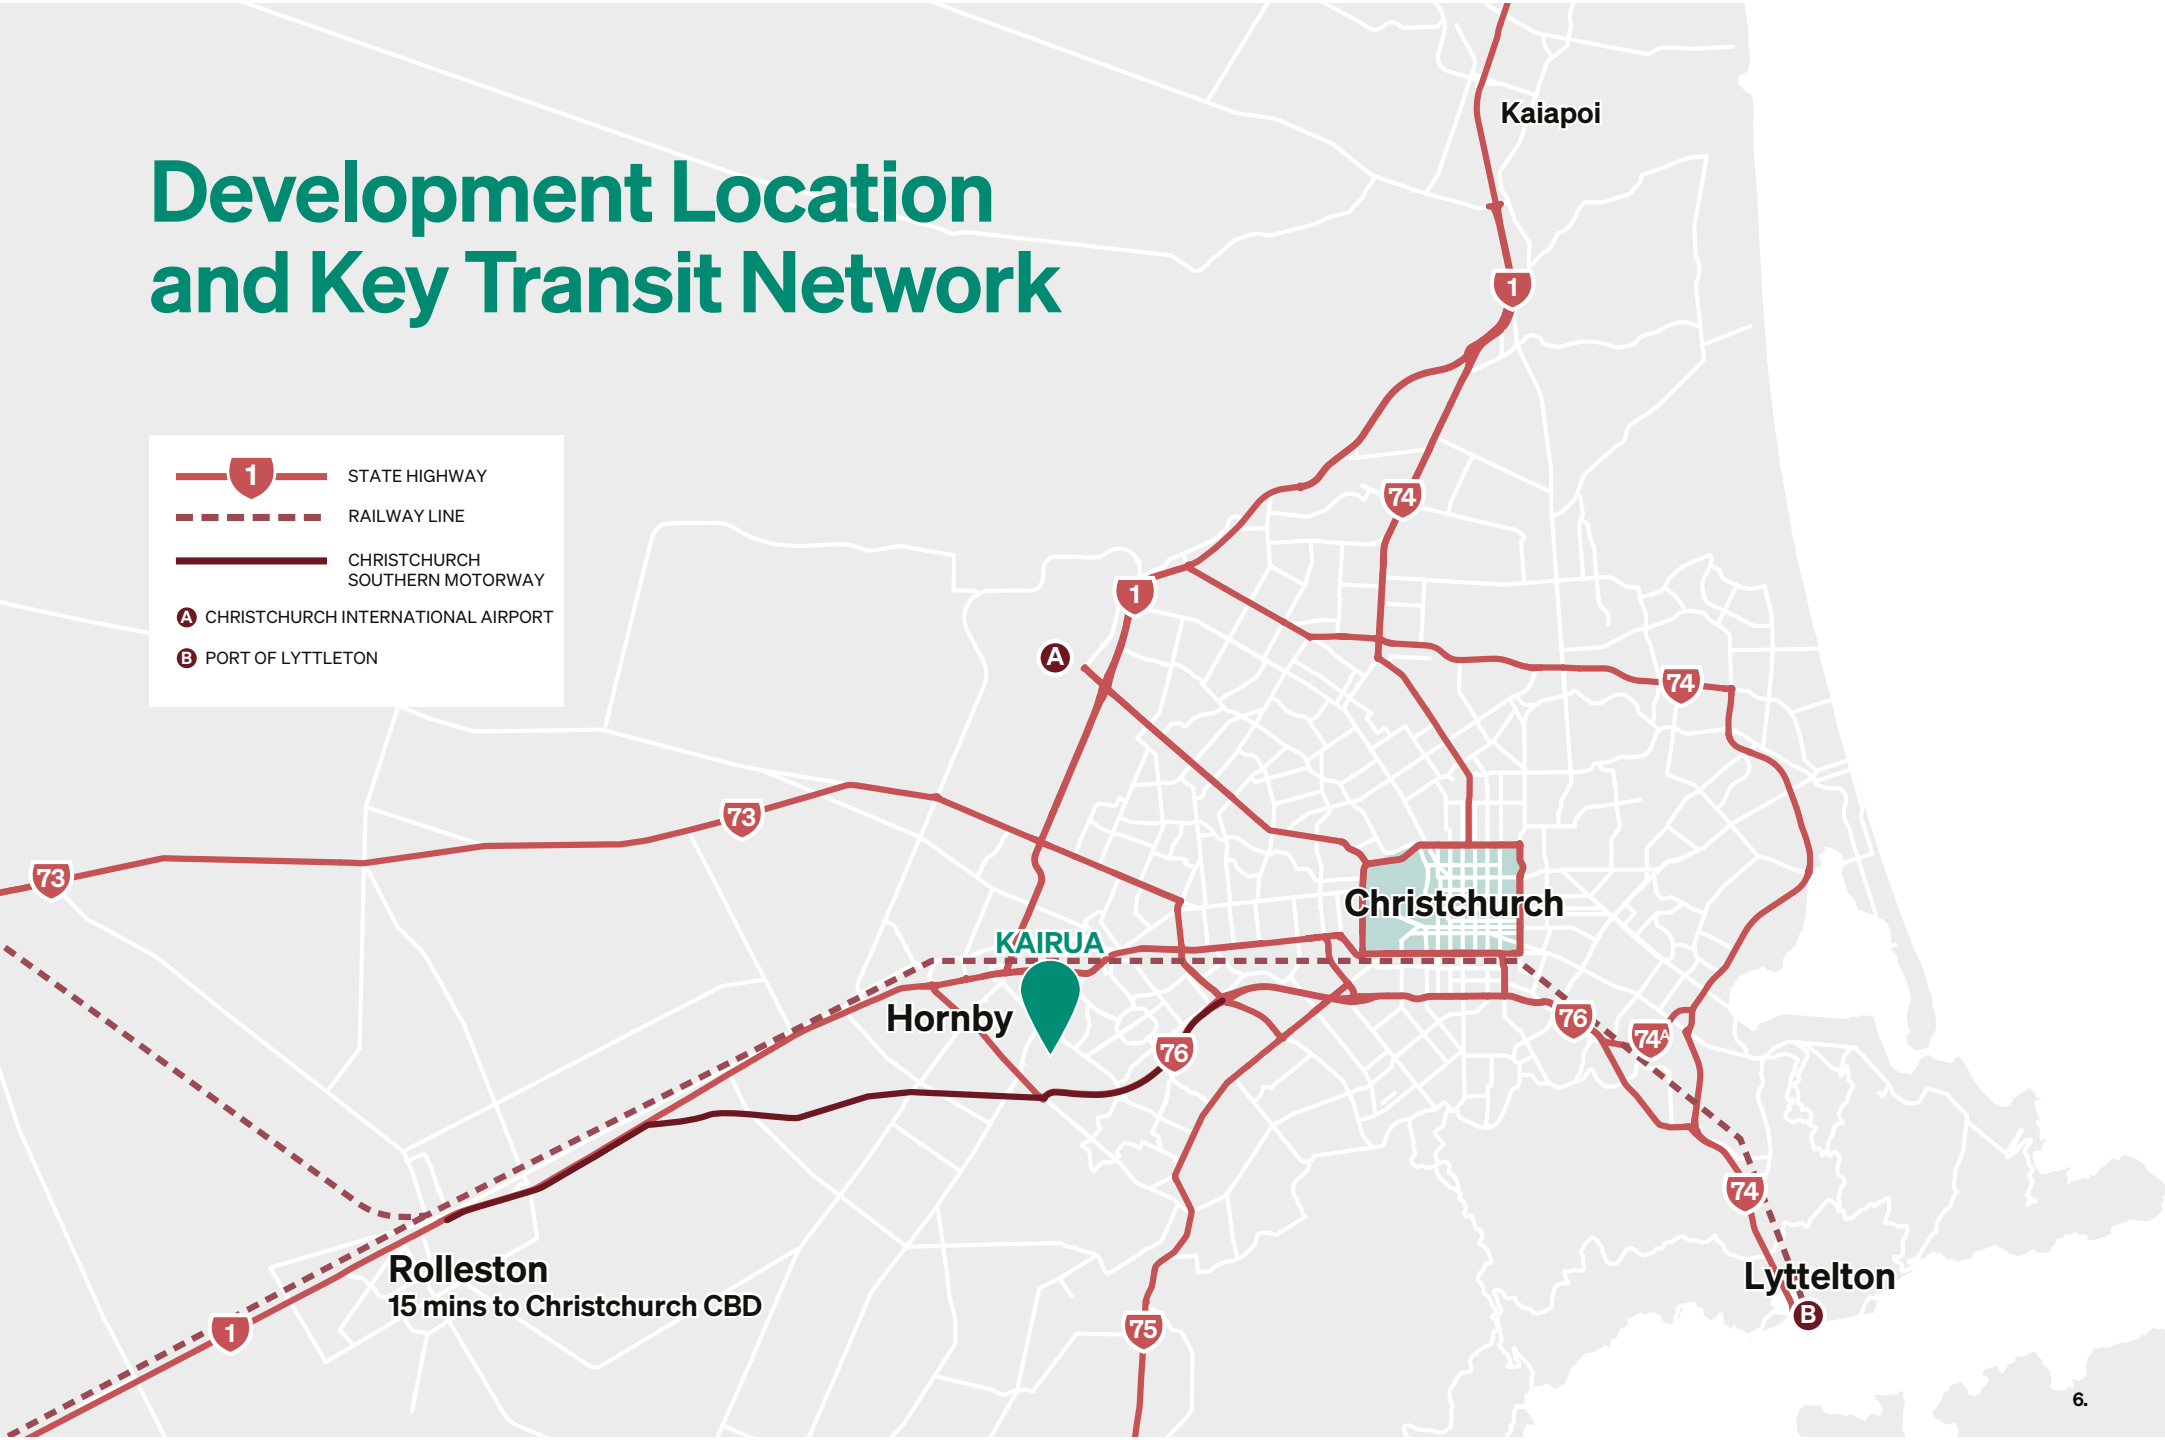 Development Location
and Key Transit Network
1
STATE HIGHWAY
RAILWAY LINE
CHRISTCHURCH
SOUTHERN MOTORWAY
A CHRISTCHURCH INTERNATIONAL AIRPORT
B PORT OF LYTTLETON
Kaiapoi
1
74
1
A
74
73
73
Christchurch
KAIRUA
Hornby
76
76
74A
74
Rolleston
15 mins to Christchurch CBD
Lyttelton
B
1
75
6.